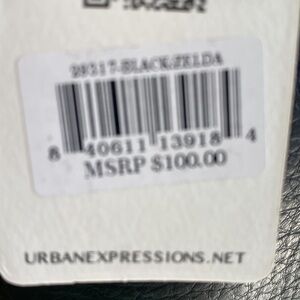 29317-BLACK-ZELDA
8 40611 13918 4
MSRP $100.00
URBANEXPRESSIONS.NET